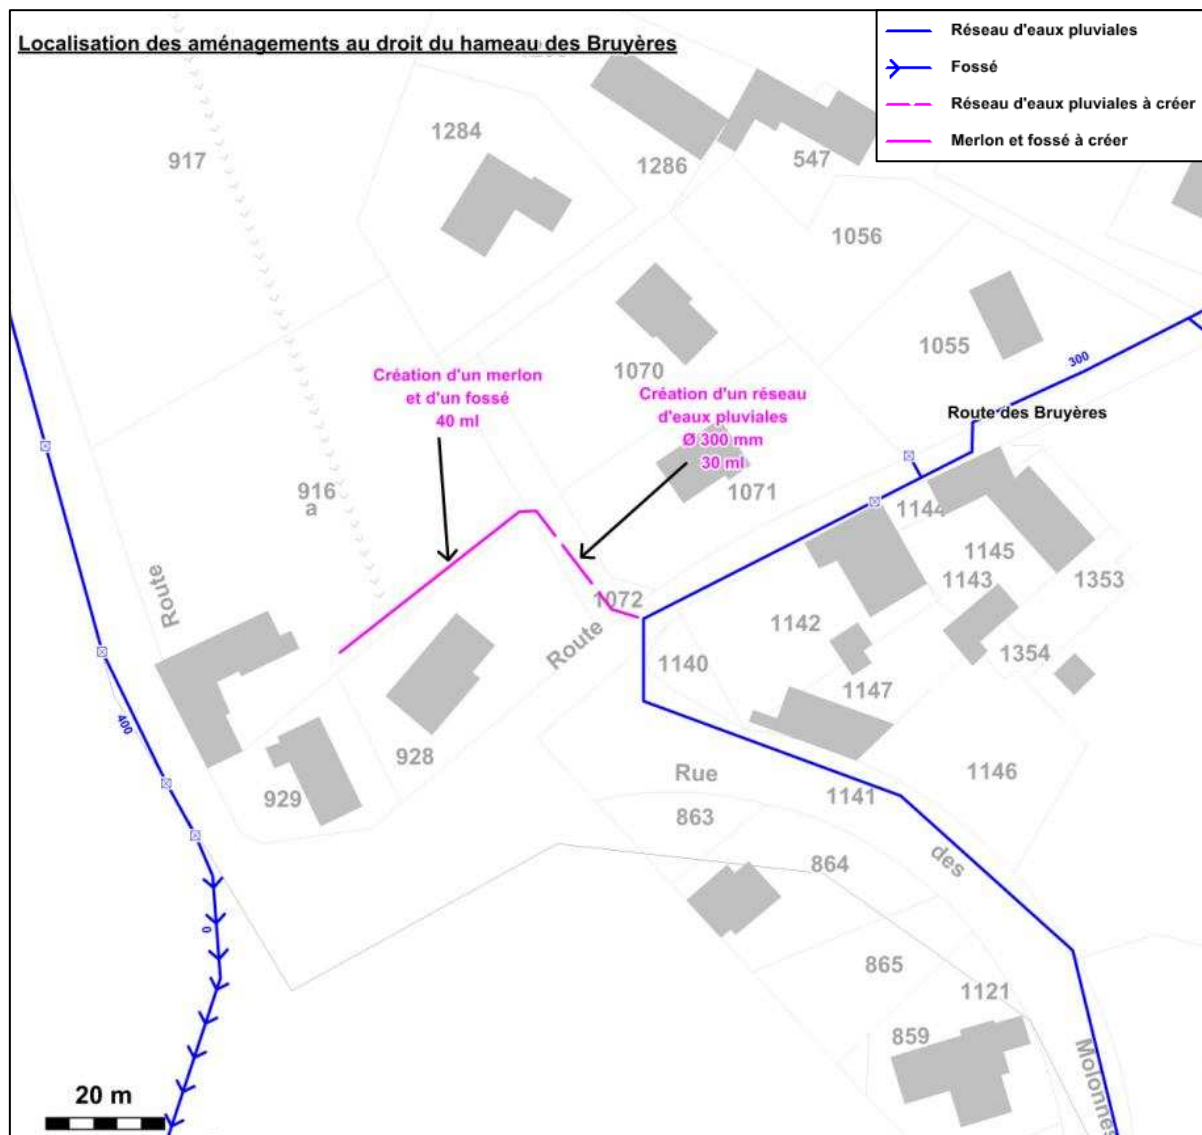 Localisation des aménagements au droit du hameau des Bruyères
Réseau d'eaux pluviales
Fossé
Réseau d'eaux pluviales à créer
Merlon et fossé à créer
1284
917
1286
547
1056
1055
300
1070
Création d'un merlon
et d'un fossé
40 ml
Création d'un réseau
d'eaux pluviales
Ø 300 mm
30 ml
Route des Bruyères
1071
916
a
1144
1145
1143
1353
Route
1072
Route
1142
1140
1354
1147
400
928
929
Rue
1146
1141
863
864
des
0
865
1121
859
Molonnes
20 m